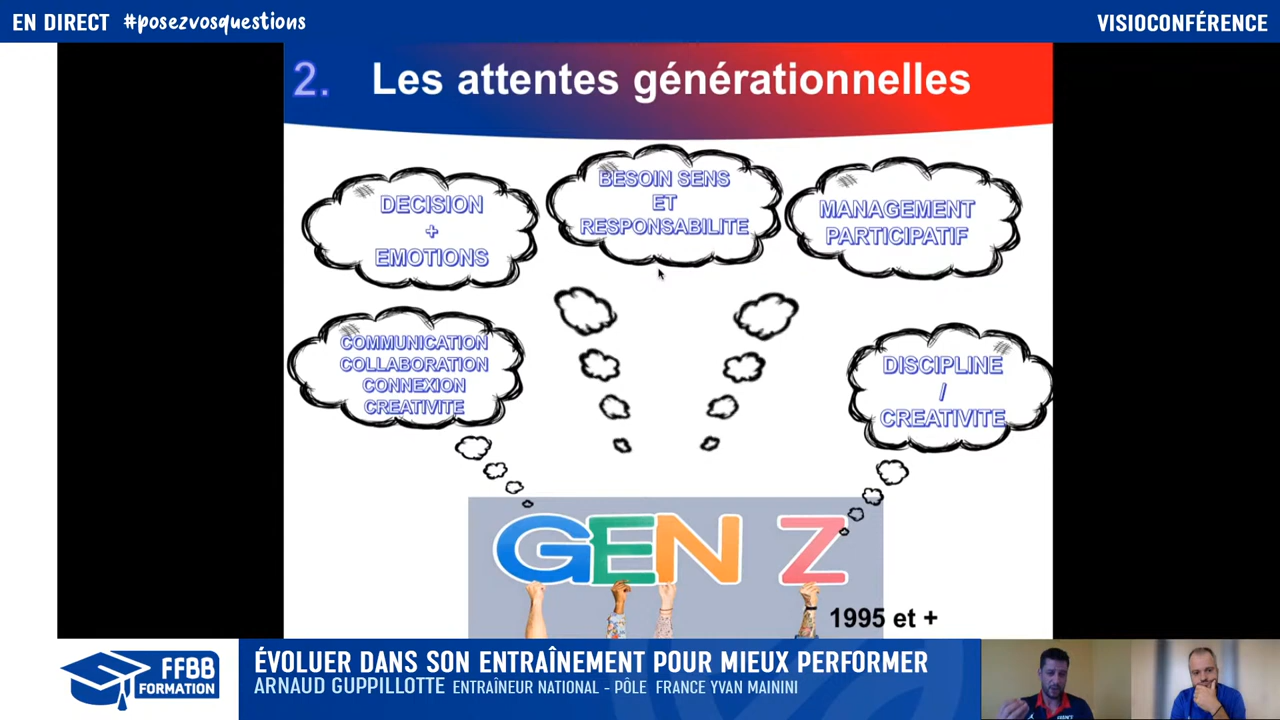 EN DIRECT #posezvosquestions
VISIOCONFÉRENCE
2. Les attentes générationnelles
DECISION
+
EMOTIONS
BESOIN SENS
ET
RESPONSABILITE
MANAGEMENT
PARTICIPATIF
COMMUNICATION
COLLABORATION
CONNEXION
CREATIVITE
DISCIPLINE
/
CREATIVITE
GEN Z
1995 et +
FFBB
FORMATION
ÉVOLUER DANS SON ENTRAÎNEMENT POUR MIEUX PERFORMER
ARNAUD GUPPILLOTTE ENTRAÎNEUR NATIONAL - PÔLE FRANCE YVAN MAININI